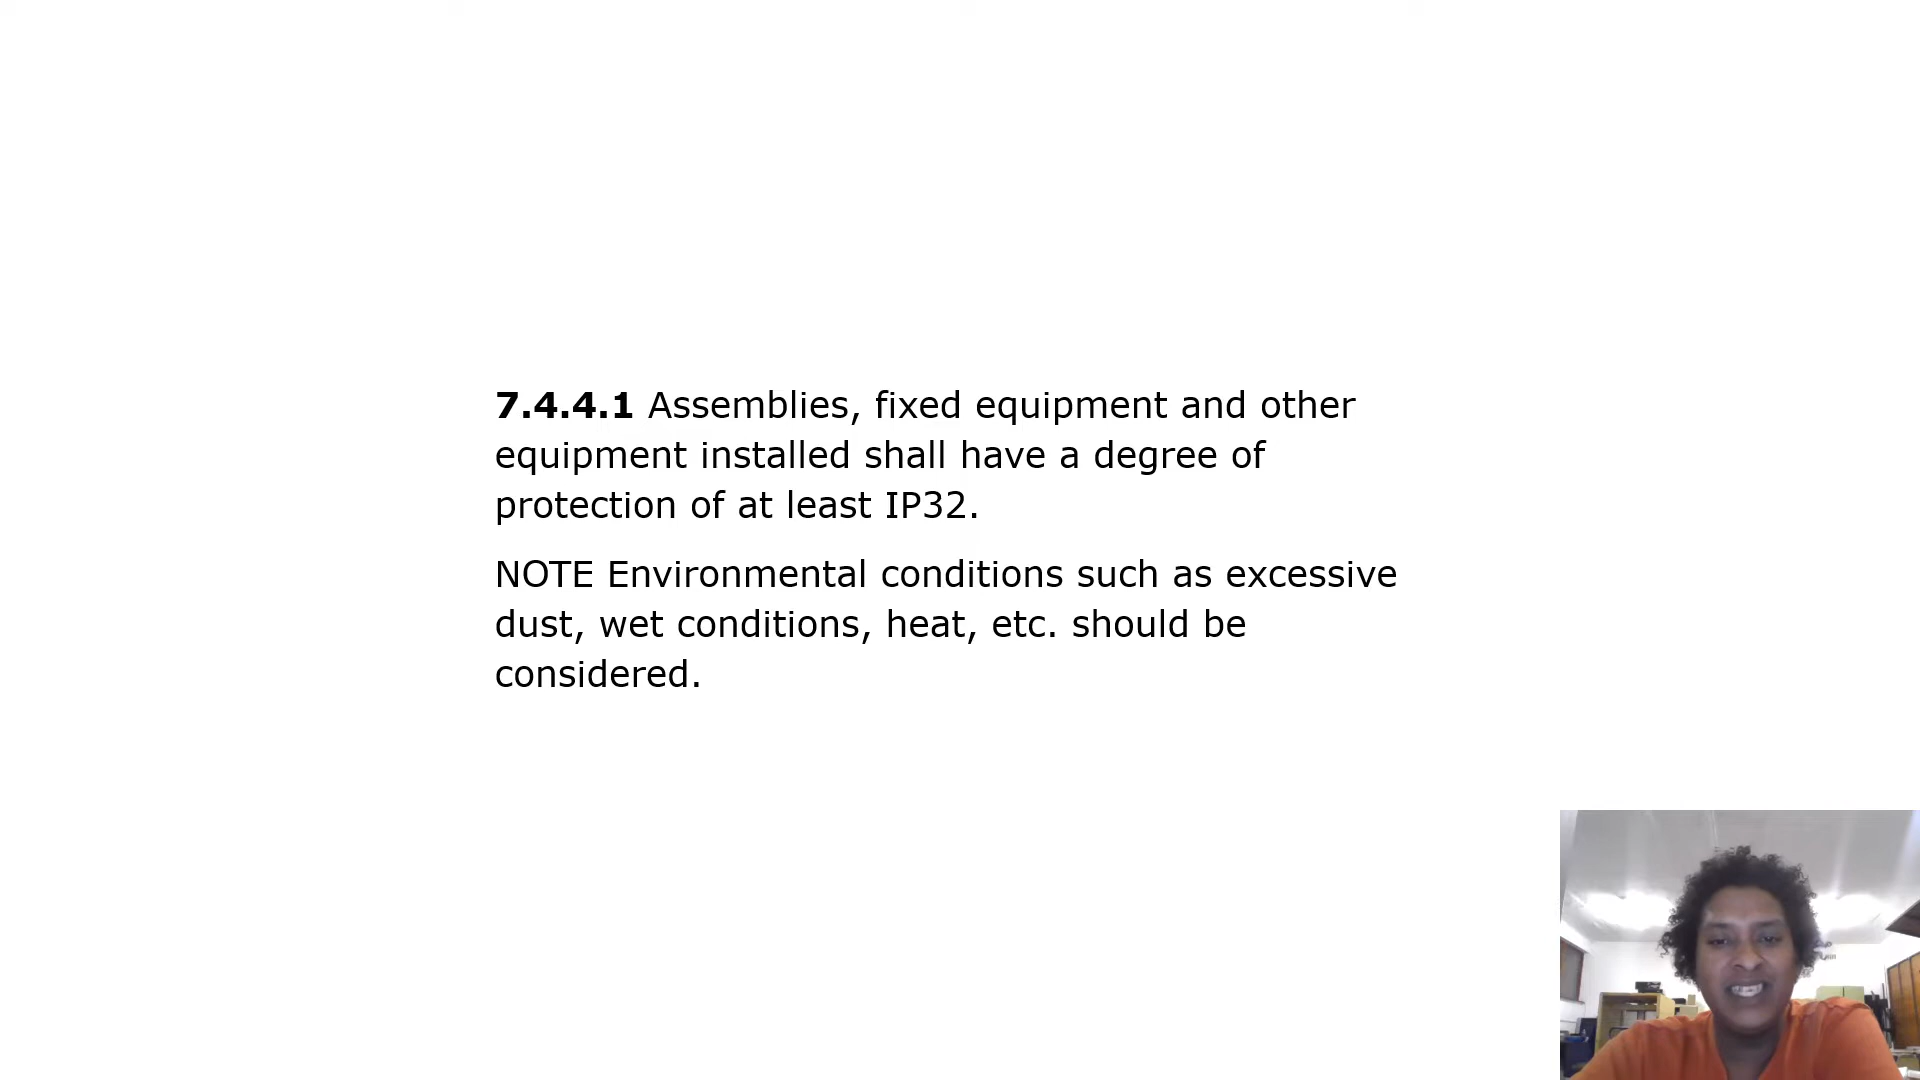 7.4.4.1 Assemblies, fixed equipment and other
equipment installed shall have a degree of
protection of at least IP32.
NOTE Environmental conditions such as excessive
dust, wet conditions, heat, etc. should be
considered.